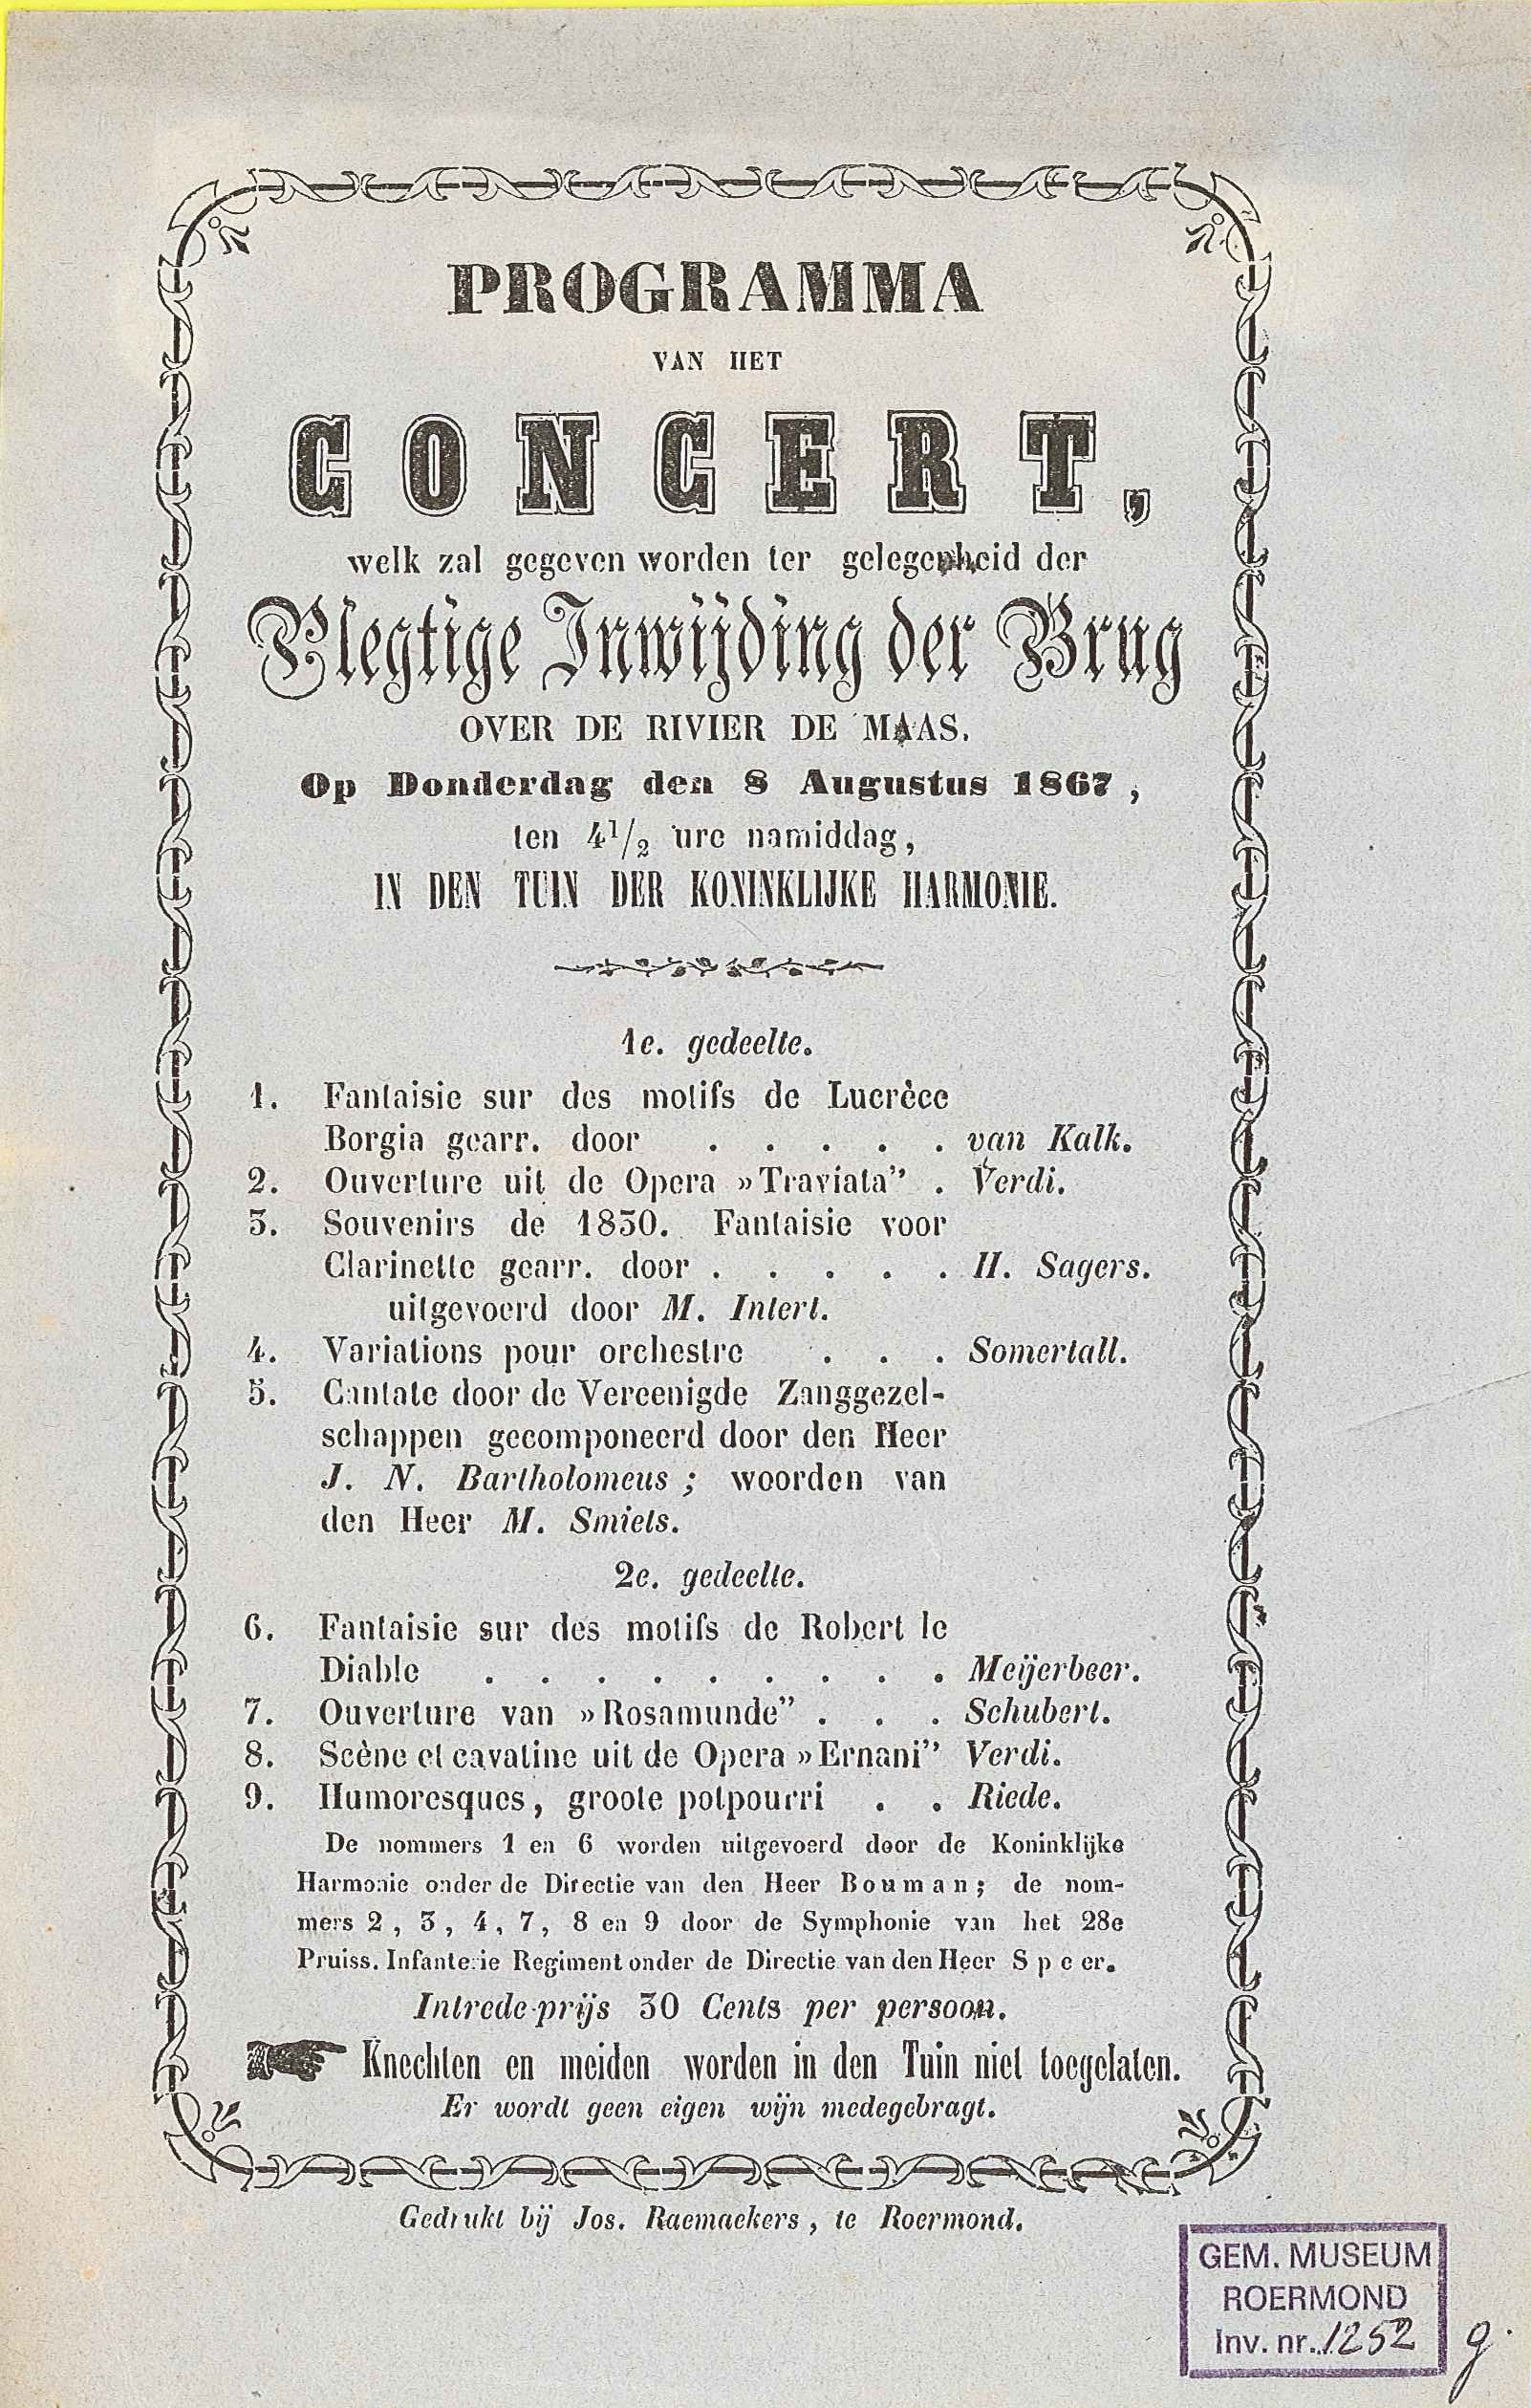 PROGRAMMA
VAN HET
CONCERT,
welk zal gegeven worden ter gelegenheid der
Plegtige Inwijding der Brug
OVER DE RIVIER DE MAAS.
Op Donderdag den 8 Augustus 1867,
ten 4 1/2 ure namiddag,
IN DEN TUIN DER KONINKLIJKE HARMONIE.
1e. gedeelte.
1. Fantaisie sur des motifs de Lucrèce
Borgia gearr. door . . . . . van Kalk.
2. Ouverture uit de Opera »Traviata” . Verdi.
3. Souvenirs de 1830. Fantaisie voor
Clarinette gearr. door . . . . . H. Sagers.
uitgevoerd door M. Intert.
4. Variations pour orchestre . . . Somertall.
5. Cantate door de Vereenigde Zanggezel-
schappen gecomponeerd door den Heer
J. N. Bartholomeus ; woorden van
den Heer M. Smiets.
2e. gedeelte.
6. Fantaisie sur des motifs de Robert le
Diable . . . . . . . . . Meijerbeer.
7. Ouverture van »Rosamunde” . . . Schubert.
8. Scène et cavatine uit de Opera »Ernani” Verdi.
9. Humoresques, groote potpourri . . Riede.
De nommers 1 en 6 worden uitgevoerd door de Koninklijke
Harmonie onder de Directie van den Heer Bouman; de nom-
mers 2, 3, 4, 7, 8 en 9 door de Symphonie van het 28e
Pruiss. Infanterie Regiment onder de Directie van den Heer Speer.
Intrede-prijs 30 Cents per persoon.
Knechten en meiden worden in den Tuin niet toegelaten.
Er wordt geen eigen wijn medegebragt.
Gedrukt bij Jos. Raemaekers, te Roermond.
GEM. MUSEUM
ROERMOND
Inv. nr. 1252 g.